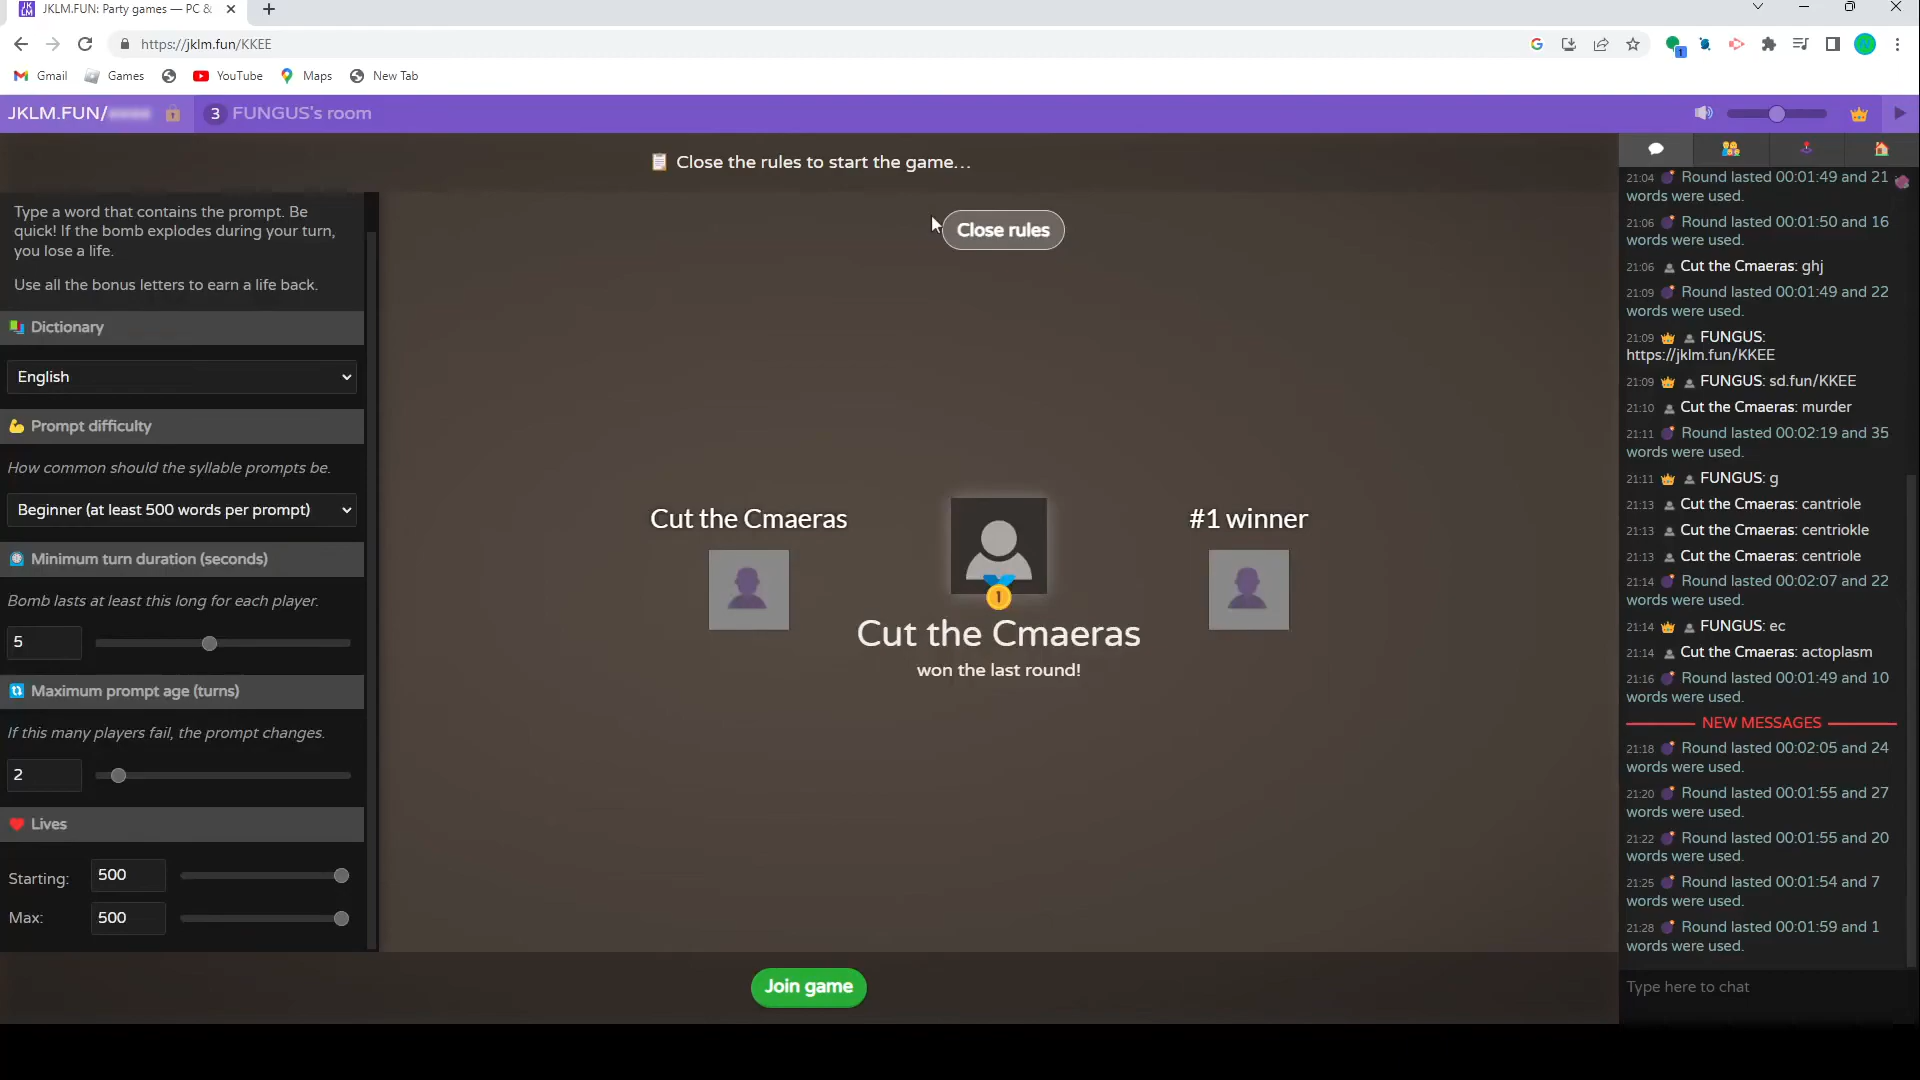 JKLM.FUN: Party games — PC &
https://jklm.fun/KKEE
1
Gmail
Games
YouTube
Maps
New Tab
JKLM.FUN/
3 FUNGUS's room
Close the rules to start the game…
Close rules
Type a word that contains the prompt. Be
quick! If the bomb explodes during your turn,
you lose a life.
Use all the bonus letters to earn a life back.
Dictionary
English
Prompt difficulty
How common should the syllable prompts be.
Beginner (at least 500 words per prompt)
Minimum turn duration (seconds)
Bomb lasts at least this long for each player.
5
Maximum prompt age (turns)
If this many players fail, the prompt changes.
2
Lives
Starting: 500
Max: 500
Cut the Cmaeras
#1 winner
1
Cut the Cmaeras
won the last round!
Join game
21:04 Round lasted 00:01:49 and 21
words were used.
21:06 Round lasted 00:01:50 and 16
words were used.
21:06 Cut the Cmaeras: ghj
21:09 Round lasted 00:01:49 and 22
words were used.
21:09 FUNGUS:
https://jklm.fun/KKEE
21:09 FUNGUS: sd.fun/KKEE
21:10 Cut the Cmaeras: murder
21:11 Round lasted 00:02:19 and 35
words were used.
21:11 FUNGUS: g
21:13 Cut the Cmaeras: cantriole
21:13 Cut the Cmaeras: centriokle
21:13 Cut the Cmaeras: centriole
21:14 Round lasted 00:02:07 and 22
words were used.
21:14 FUNGUS: ec
21:14 Cut the Cmaeras: actoplasm
21:16 Round lasted 00:01:49 and 10
words were used.
NEW MESSAGES
21:18 Round lasted 00:02:05 and 24
words were used.
21:20 Round lasted 00:01:55 and 27
words were used.
21:22 Round lasted 00:01:55 and 20
words were used.
21:25 Round lasted 00:01:54 and 7
words were used.
21:28 Round lasted 00:01:59 and 1
words were used.
Type here to chat